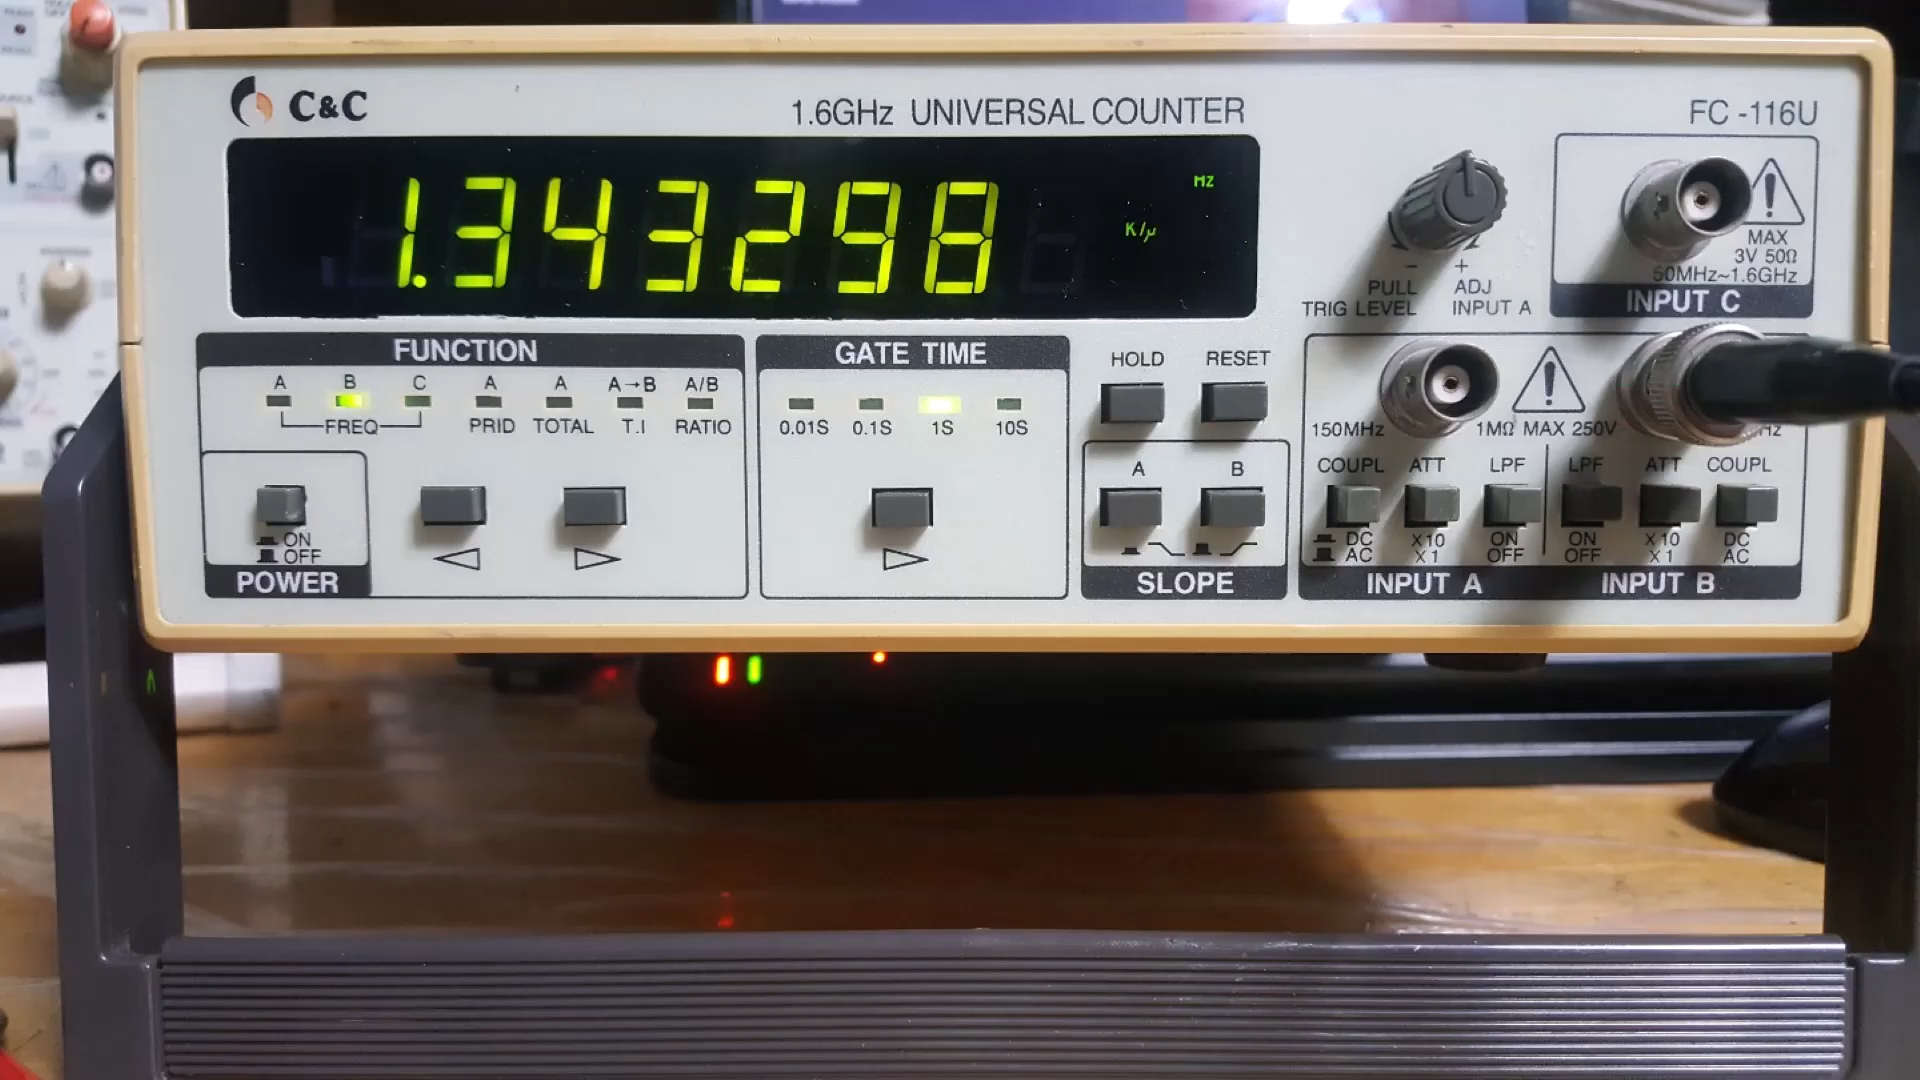 C&C
1.6GHz UNIVERSAL COUNTER
FC -116U
1.343298
Hz
K/μ
MAX
3V 50Ω
50MHz~1.6GHz
INPUT C
- +
PULL ADJ
TRIG LEVEL INPUT A
FUNCTION
A B C A A A→B A/B
FREQ PRID TOTAL T.I RATIO
GATE TIME
0.01S 0.1S 1S 10S
HOLD RESET
150MHz 1MΩ MAX 250V Hz
COUPL ATT LPF LPF ATT COUPL
ON
OFF
POWER
A B
SLOPE
DC X10 ON ON X10 DC
AC X1 OFF OFF X1 AC
INPUT A INPUT B